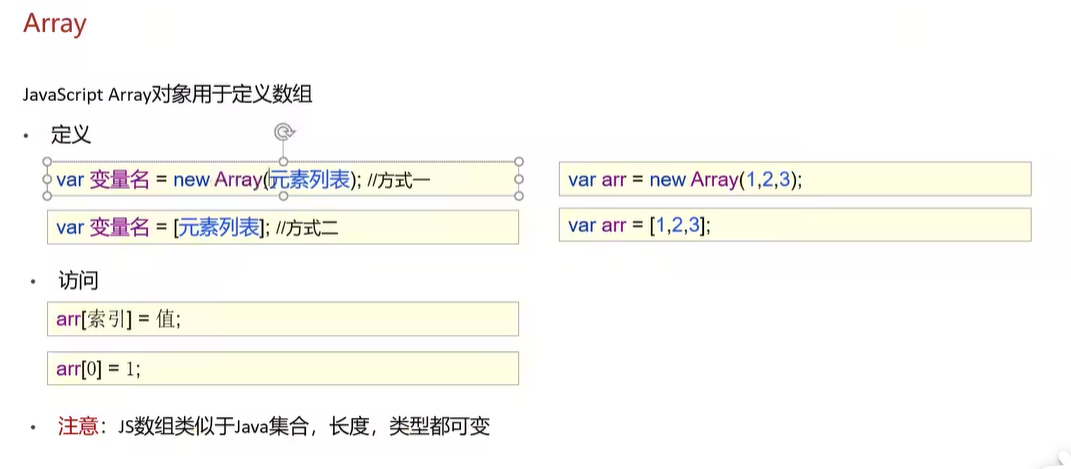 Array
JavaScript Array对象用于定义数组
• 定义
var 变量名 = new Array(元素列表); //方式一
var arr = new Array(1,2,3);
var 变量名 = [元素列表]; //方式二
var arr = [1,2,3];
• 访问
arr[索引] = 值;
arr[0] = 1;
• 注意：JS数组类似于Java集合，长度，类型都可变